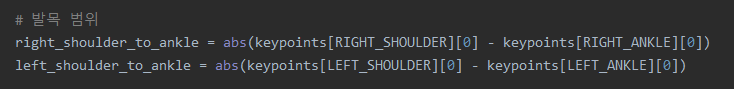 # 발목 범위
right_shoulder_to_ankle = abs(keypoints[RIGHT_SHOULDER][0] - keypoints[RIGHT_ANKLE][0])
left_shoulder_to_ankle = abs(keypoints[LEFT_SHOULDER][0] - keypoints[LEFT_ANKLE][0])